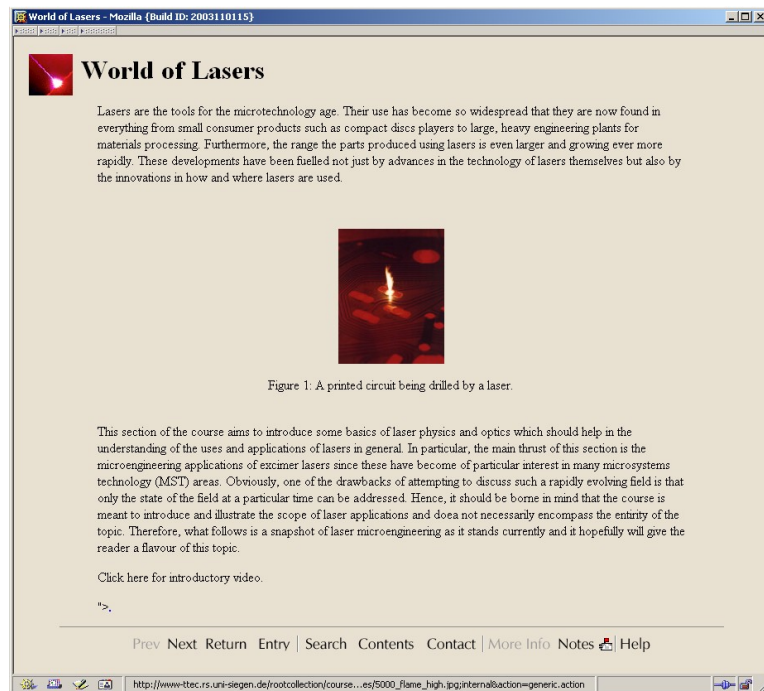 World of Lasers - Mozilla {Build ID: 2003110115}
World of Lasers
Lasers are the tools for the microtechnology age. Their use has become so widespread that they are now found in
everything from small consumer products such as compact discs players to large, heavy engineering plants for
materials processing. Furthermore, the range the parts produced using lasers is even larger and growing ever more
rapidly. These developments have been fuelled not just by advances in the technology of lasers themselves but also by
the innovations in how and where lasers are used.
Figure 1: A printed circuit being drilled by a laser.
This section of the course aims to introduce some basics of laser physics and optics which should help in the
understanding of the uses and applications of lasers in general. In particular, the main thrust of this section is the
microengineering applications of excimer lasers since these have become of particular interest in many microsystems
technology (MST) areas. Obviously, one of the drawbacks of attempting to discuss such a rapidly evolving field is that
only the state of the field at a particular time can be addressed. Hence, it should be borne in mind that the course is
meant to introduce and illustrate the scope of laser applications and doea not necessarily encompass the entirity of the
topic. Therefore, what follows is a snapshot of laser microengineering as it stands currently and it hopefully will give the
reader a flavour of this topic.
Click here for introductory video.
">.
Prev Next Return Entry | Search Contents Contact | More Info Notes | Help
http://www-ttec.rs.uni-siegen.de/rootcollection/course...es/5000_flame_high.jpg;internal&action=generic.action